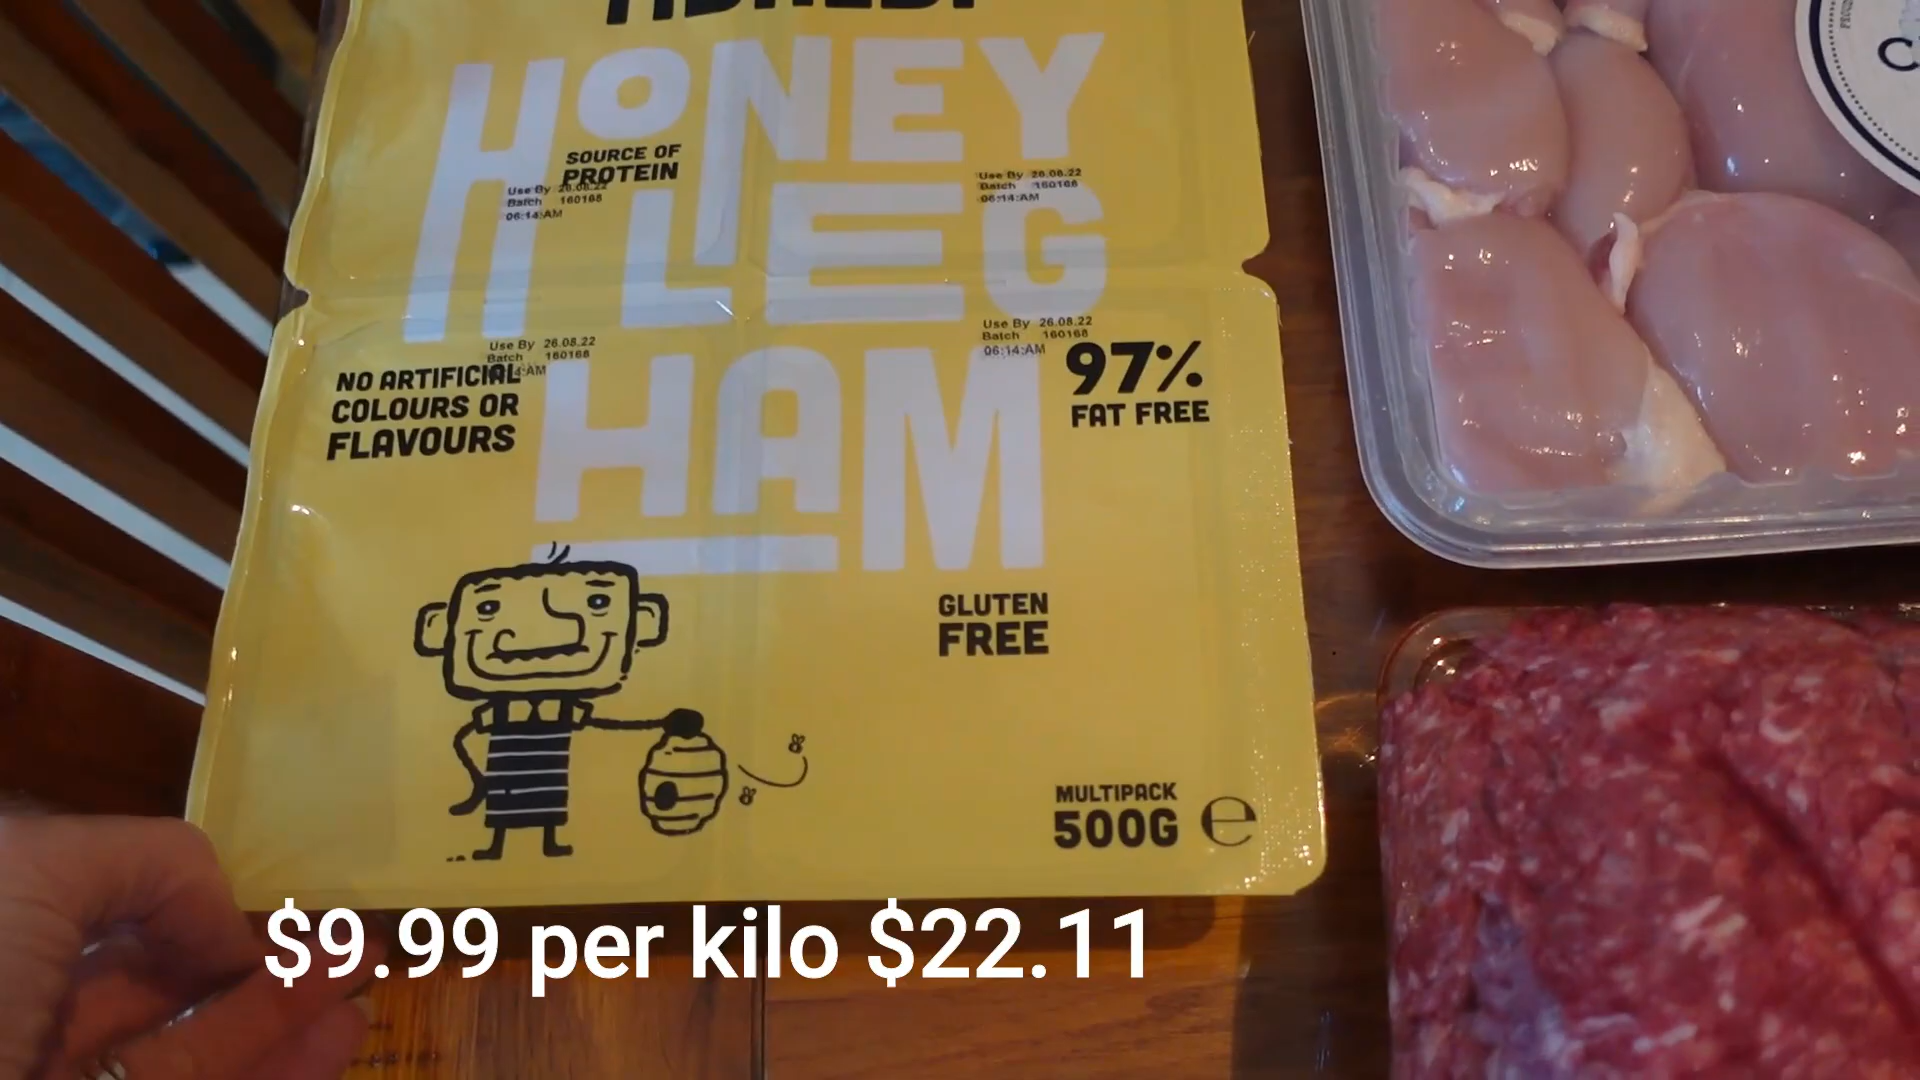 HONEY
SOURCE OF
PROTEIN
Use By 26.08.22
Batch 160168
06:14:AM
Use By 26.08.22
Batch 160168
06:14:AM
LEG
Use By 26.08.22
Batch 160168
06:14:AM
Use By 26.08.22
Batch 160168
NO ARTIFICIAL
COLOURS OR
FLAVOURS
HAM
97%
FAT FREE
GLUTEN
FREE
MULTIPACK
500G ℮
$9.99 per kilo $22.11